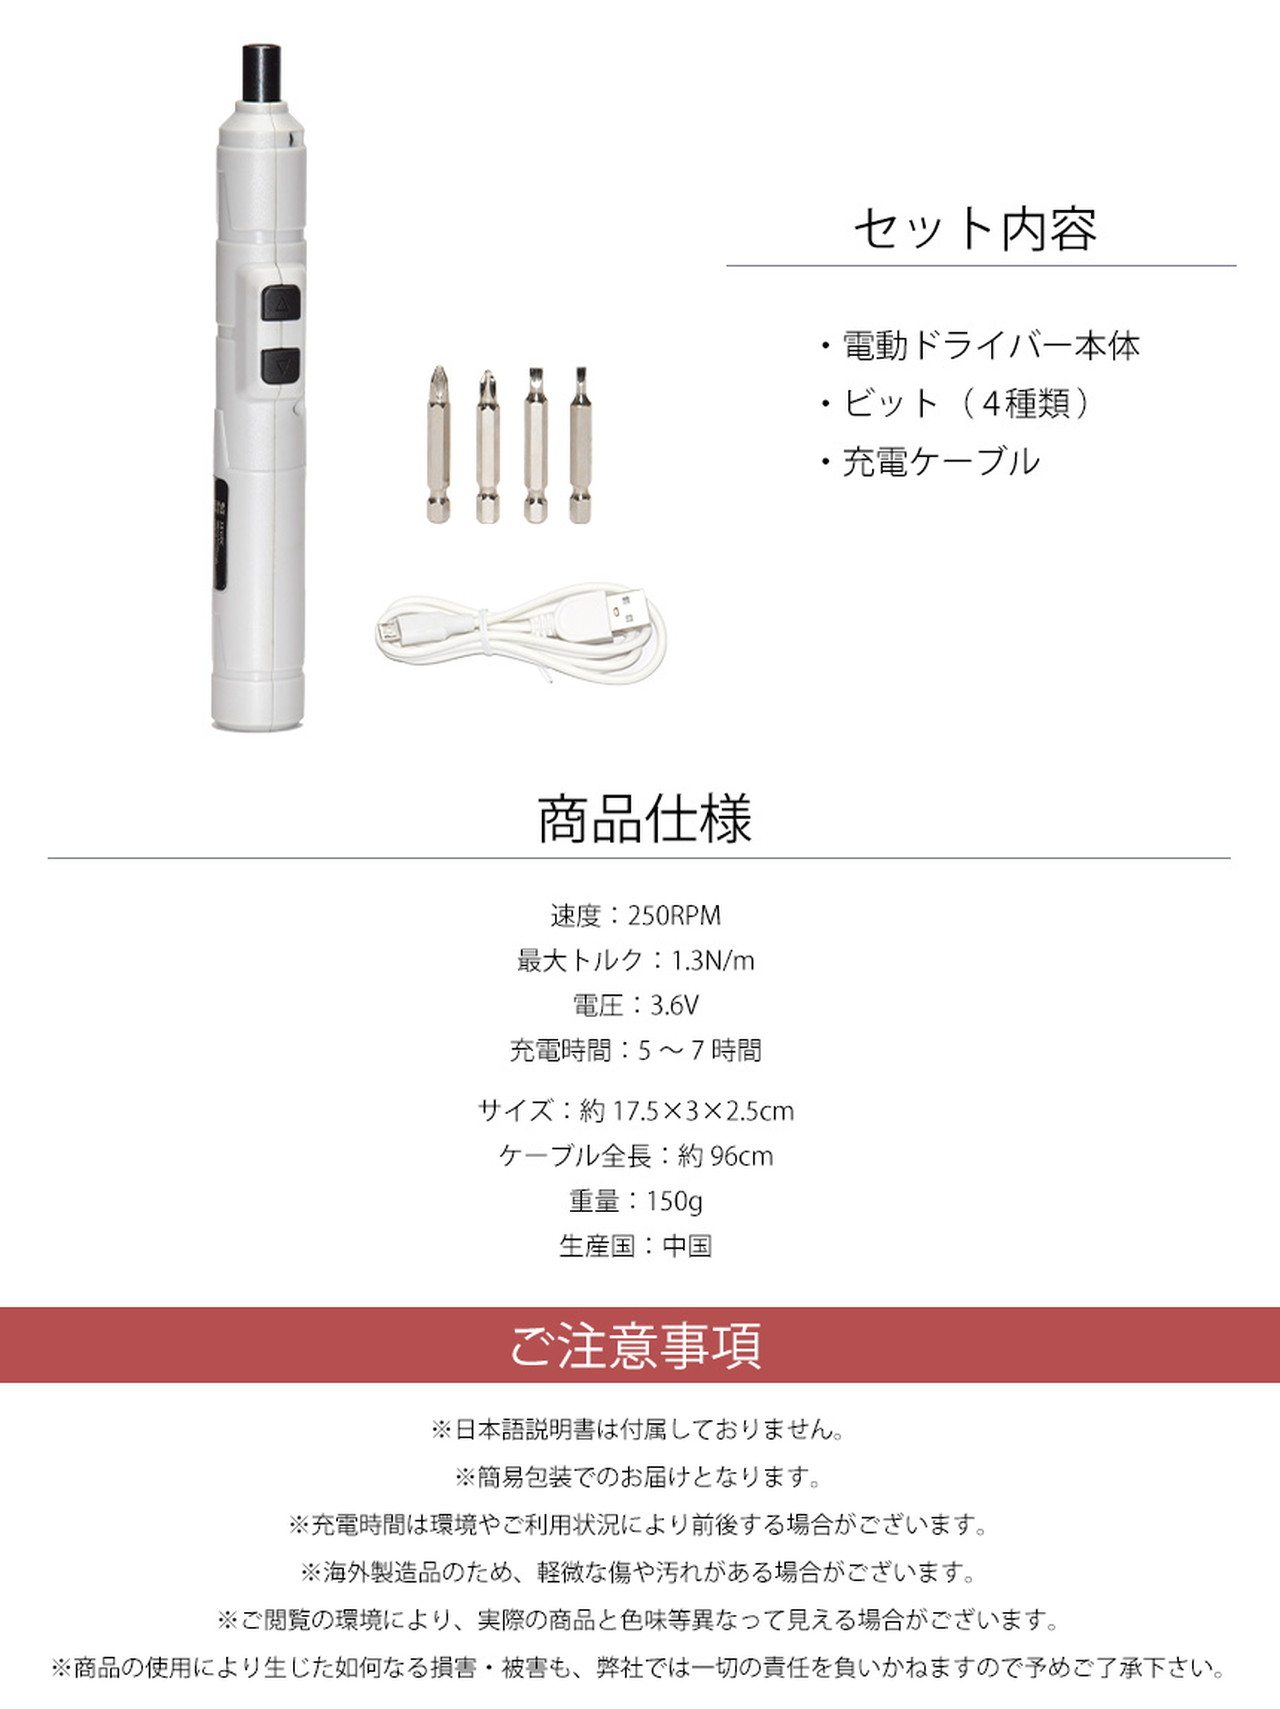 セット内容
・電動ドライバー本体
・ビット（4種類）
・充電ケーブル
商品仕様
速度：250RPM
最大トルク：1.3N/m
電圧：3.6V
充電時間：5 〜 7 時間
サイズ：約 17.5×3×2.5cm
ケーブル全長：約 96cm
重量：150g
生産国：中国
ご注意事項
※日本語説明書は付属しておりません。
※簡易包装でのお届けとなります。
※充電時間は環境やご利用状況により前後する場合がございます。
※海外製造品のため、軽微な傷や汚れがある場合がございます。
※ご閲覧の環境により、実際の商品と色味等異なって見える場合がございます。
※商品の使用により生じた如何なる損害・被害も、弊社では一切の責任を負いかねますので予めご了承下さい。